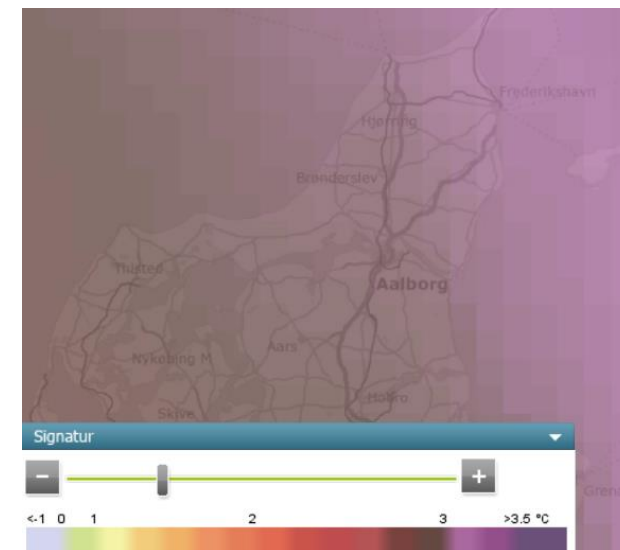 Frederikshavn
Hjørring
Brønderslev
Thisted
Aalborg
Nykøbing M
Aars
Hobro
Skive
Signatur
- +
<-1 0 1 2 3 >3.5 °C